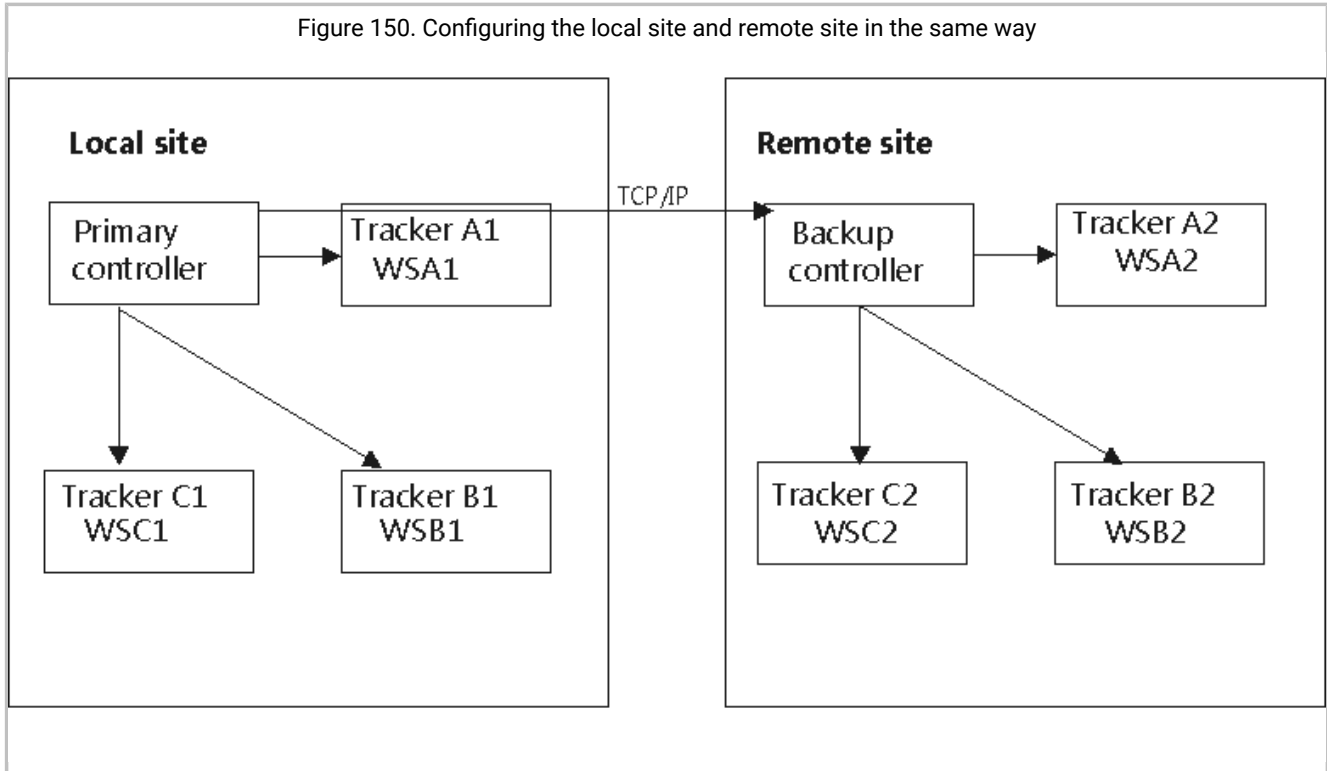 Figure 150. Configuring the local site and remote site in the same way
Local site
Remote site
TCP/IP
Primary
controller
Tracker A1
WSA1
Backup
controller
Tracker A2
WSA2
Tracker C1
WSC1
Tracker B1
WSB1
Tracker C2
WSC2
Tracker B2
WSB2